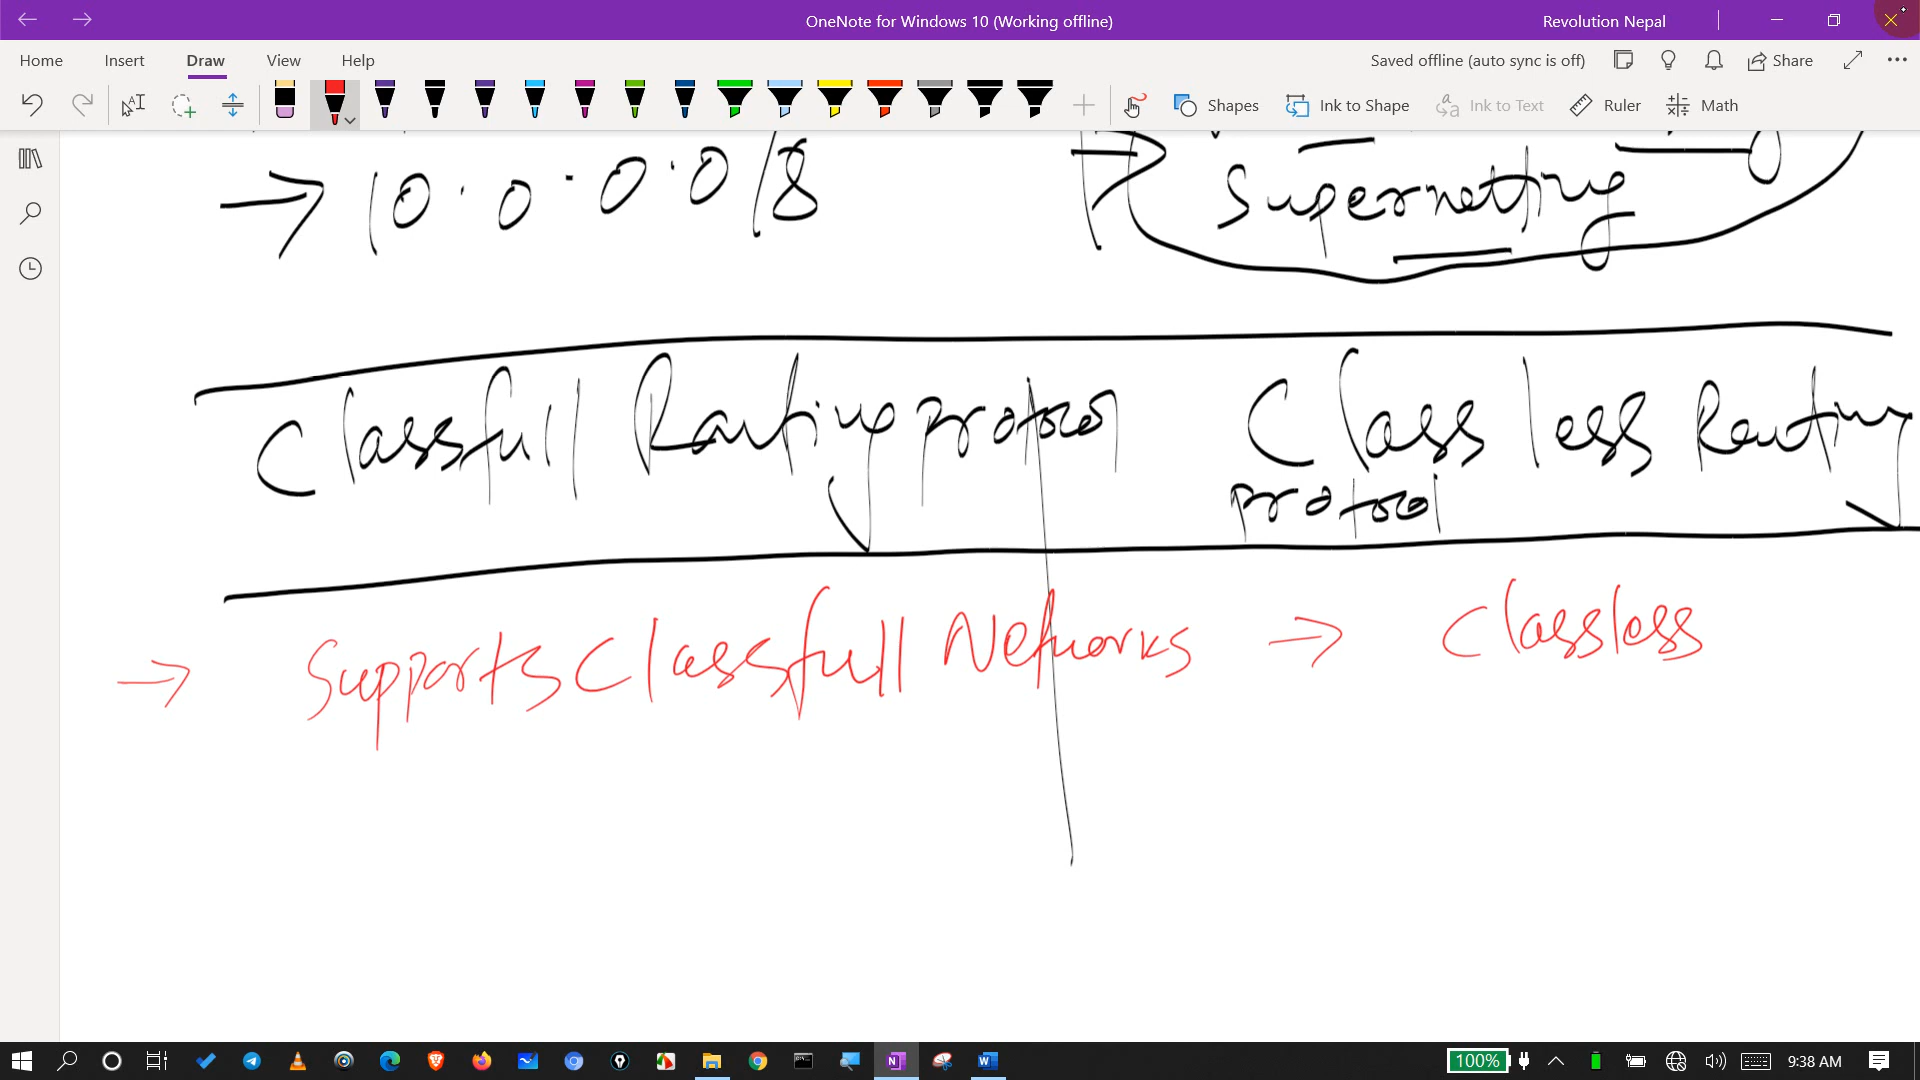 OneNote for Windows 10 (Working offline)
Revolution Nepal
Home Insert Draw View Help
Saved offline (auto sync is off) Share
Shapes Ink to Shape Ink to Text Ruler Math
→ 10.0.0.0/8
Supernetting
Classfull Routing protocol
Class less Routing
protocol
→ Supports Classfull Networks
→ Classless
100% 9:38 AM